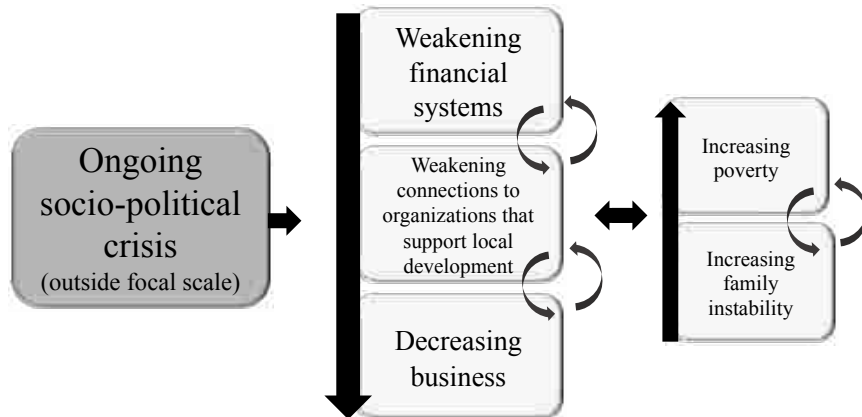 Ongoing
socio-political
crisis
(outside focal scale)
Weakening
financial
systems
Weakening
connections to
organizations that
support local
development
Decreasing
business
Increasing
poverty
Increasing
family
instability